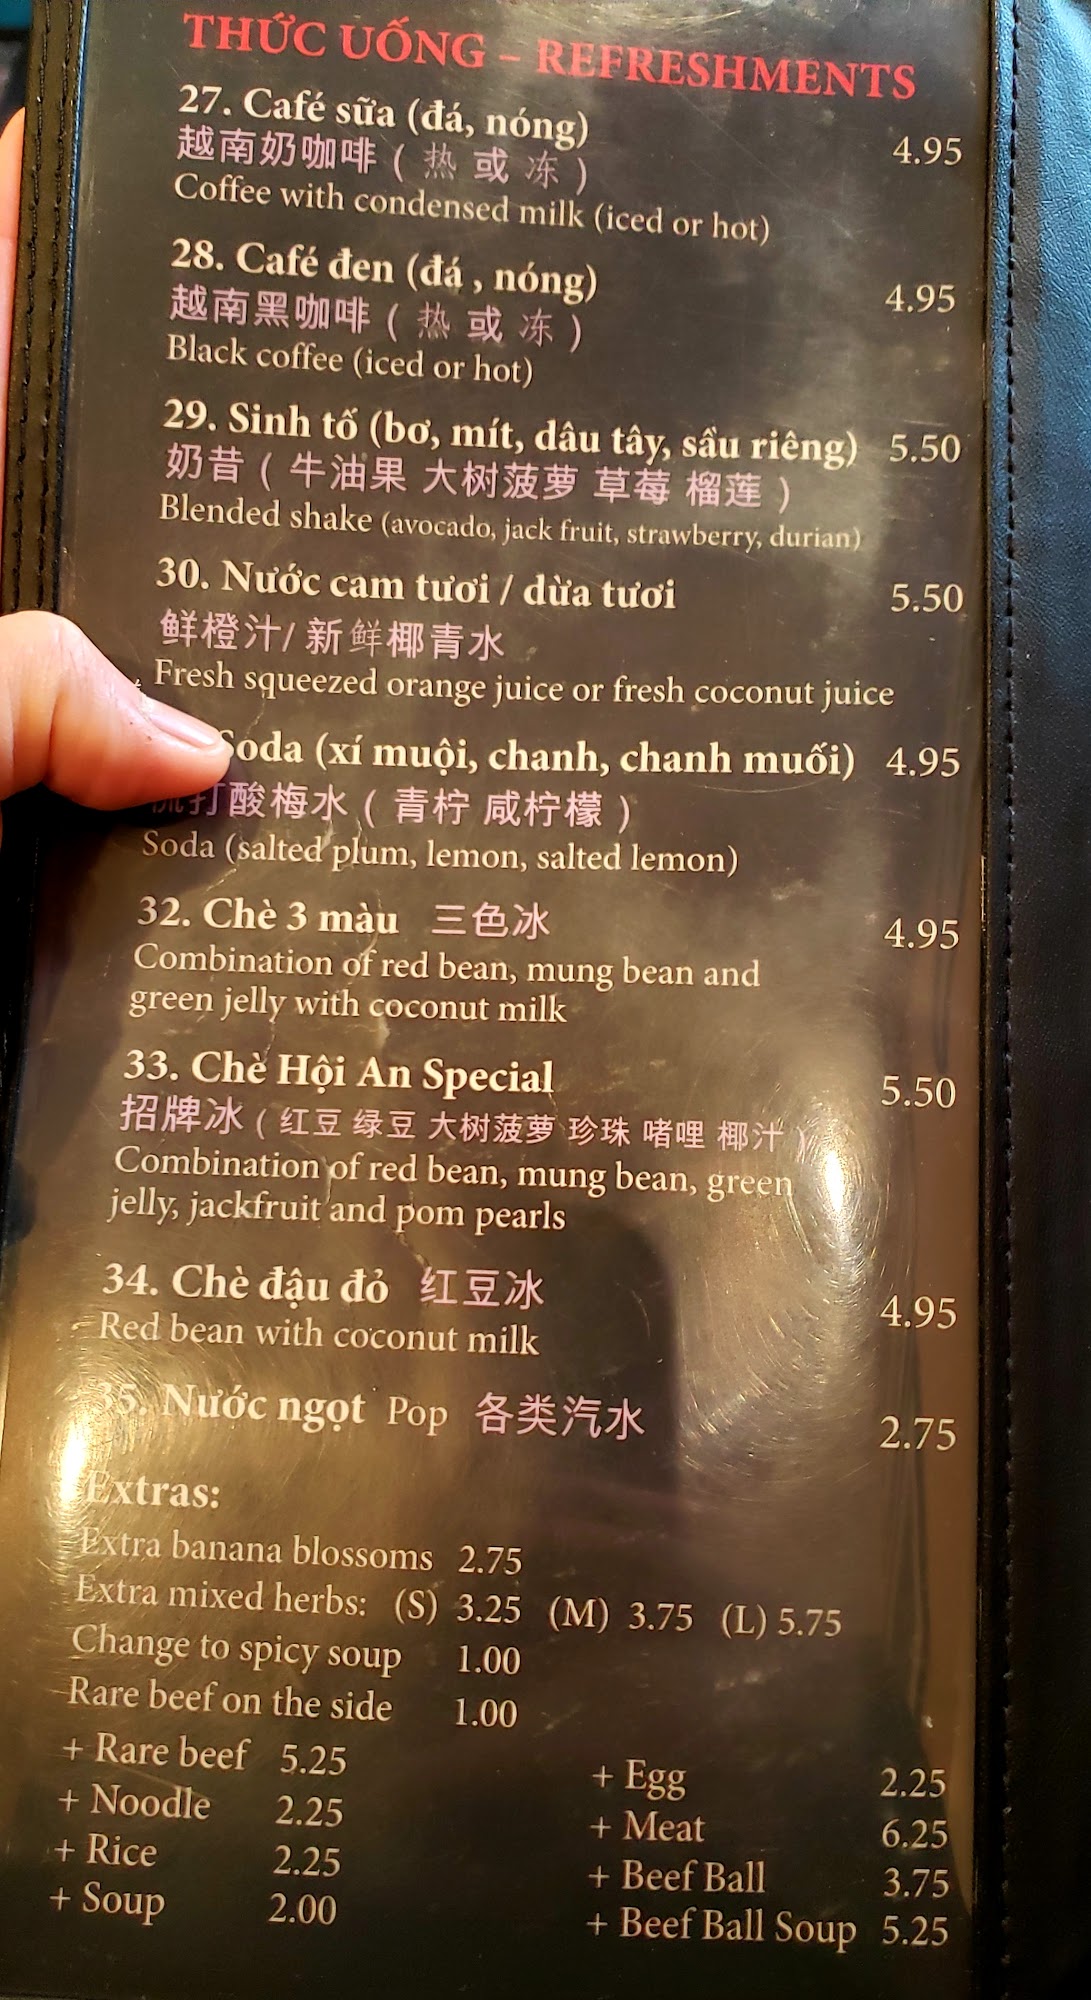 THỨC UỐNG – REFRESHMENTS
27. Café sữa (đá, nóng) 4.95
越南奶咖啡 ( 热 或 冻 )
Coffee with condensed milk (iced or hot)
28. Café đen (đá , nóng) 4.95
越南黑咖啡 ( 热 或 冻 )
Black coffee (iced or hot)
29. Sinh tố (bơ, mít, dâu tây, sầu riêng) 5.50
奶昔 ( 牛油果 大树菠萝 草莓 榴莲 )
Blended shake (avocado, jack fruit, strawberry, durian)
30. Nước cam tươi / dừa tươi 5.50
鲜橙汁/ 新鲜椰青水
Fresh squeezed orange juice or fresh coconut juice
Soda (xí muội, chanh, chanh muối) 4.95
打酸梅水 ( 青柠 咸柠檬 )
Soda (salted plum, lemon, salted lemon)
32. Chè 3 màu 三色冰 4.95
Combination of red bean, mung bean and
green jelly with coconut milk
33. Chè Hội An Special 5.50
招牌冰 ( 红豆 绿豆 大树菠萝 珍珠 啫哩 椰汁 )
Combination of red bean, mung bean, green
jelly, jackfruit and pom pearls
34. Chè đậu đỏ 红豆冰 4.95
Red bean with coconut milk
35. Nước ngọt Pop 各类汽水 2.75
Extras:
Extra banana blossoms 2.75
Extra mixed herbs: (S) 3.25 (M) 3.75 (L) 5.75
Change to spicy soup 1.00
Rare beef on the side 1.00
+ Rare beef 5.25
+ Noodle 2.25
+ Rice 2.25
+ Soup 2.00
+ Egg 2.25
+ Meat 6.25
+ Beef Ball 3.75
+ Beef Ball Soup 5.25